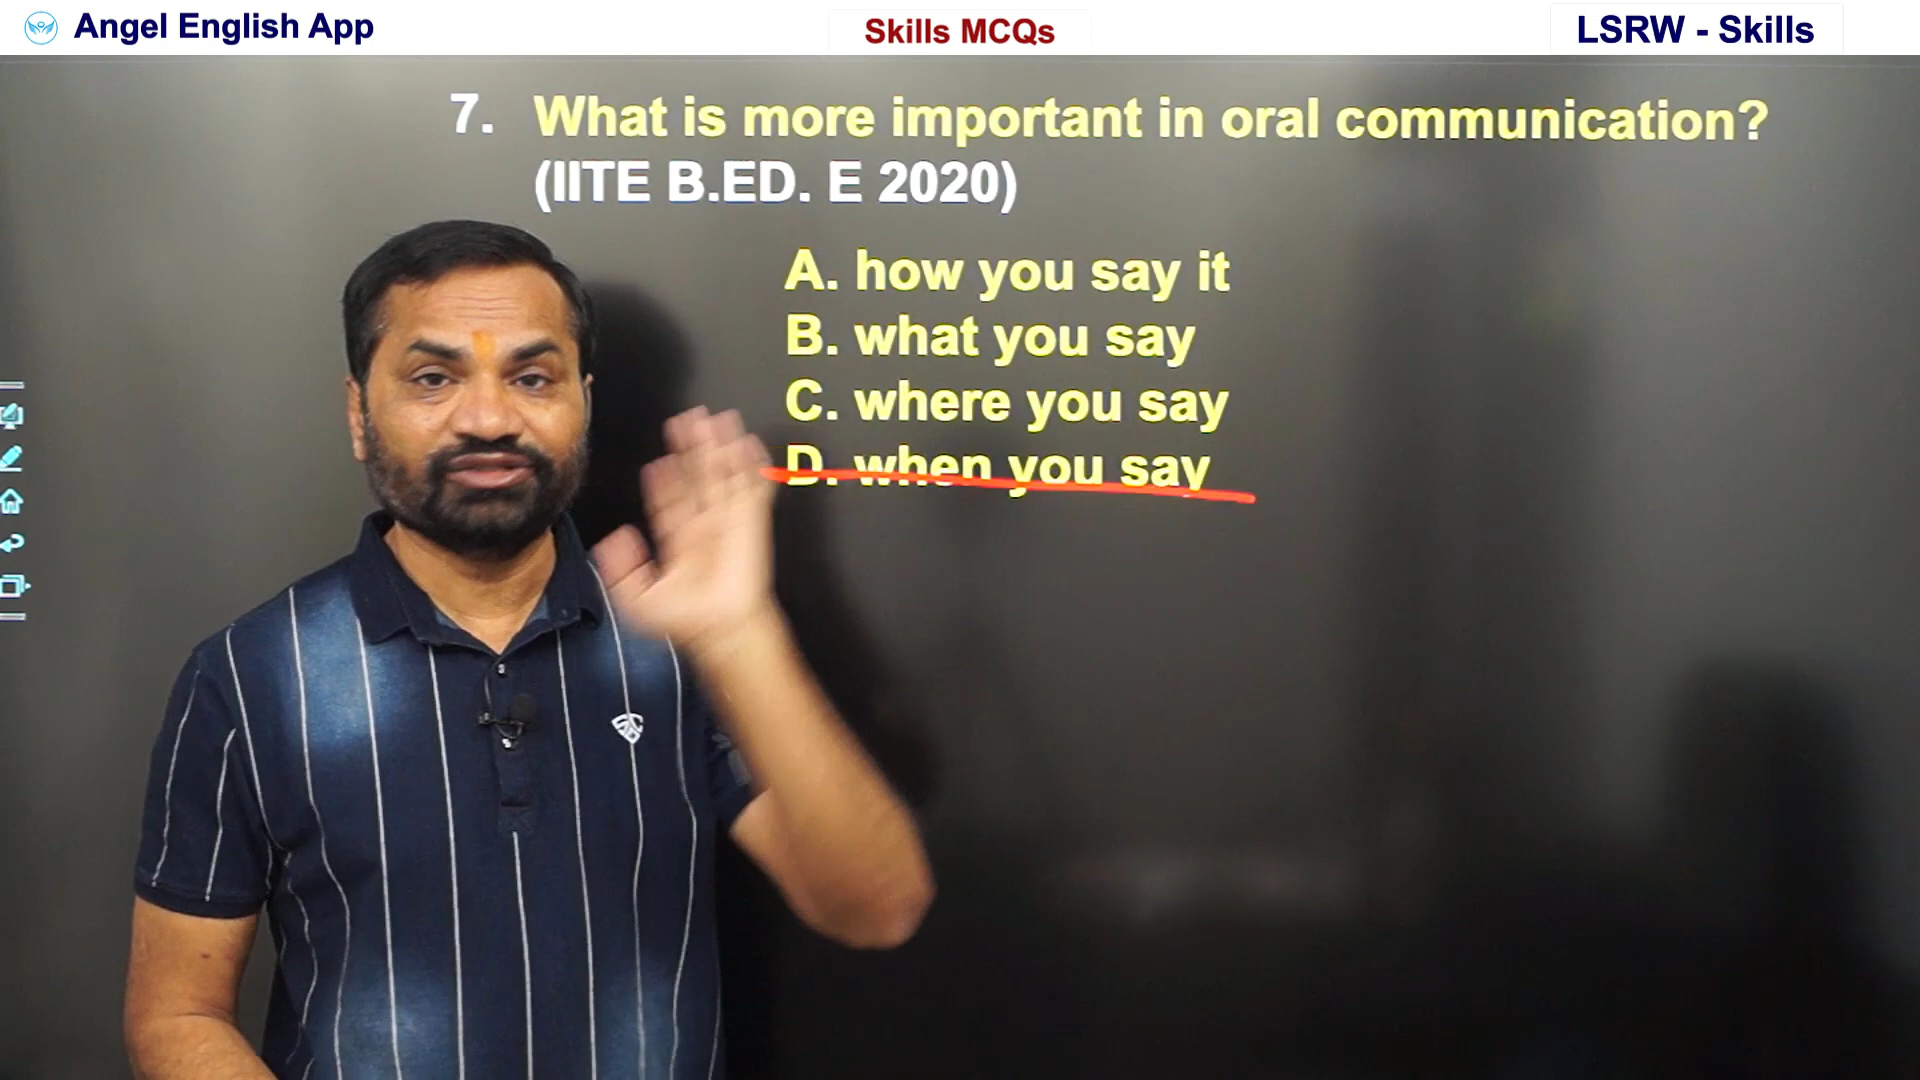 Angel English App
Skills MCQs
LSRW - Skills
7. What is more important in oral communication?
(IITE B.ED. E 2020)
A. how you say it
B. what you say
C. where you say
D. when you say